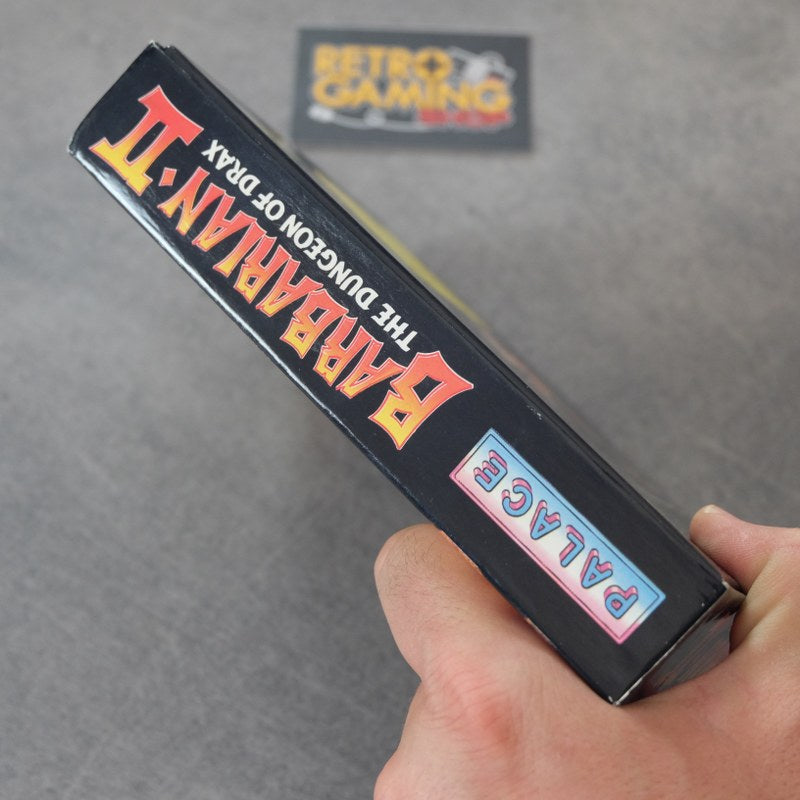 RETRO
GAMING
BARBARIAN · II
THE DUNGEON OF DRAX
PALACE